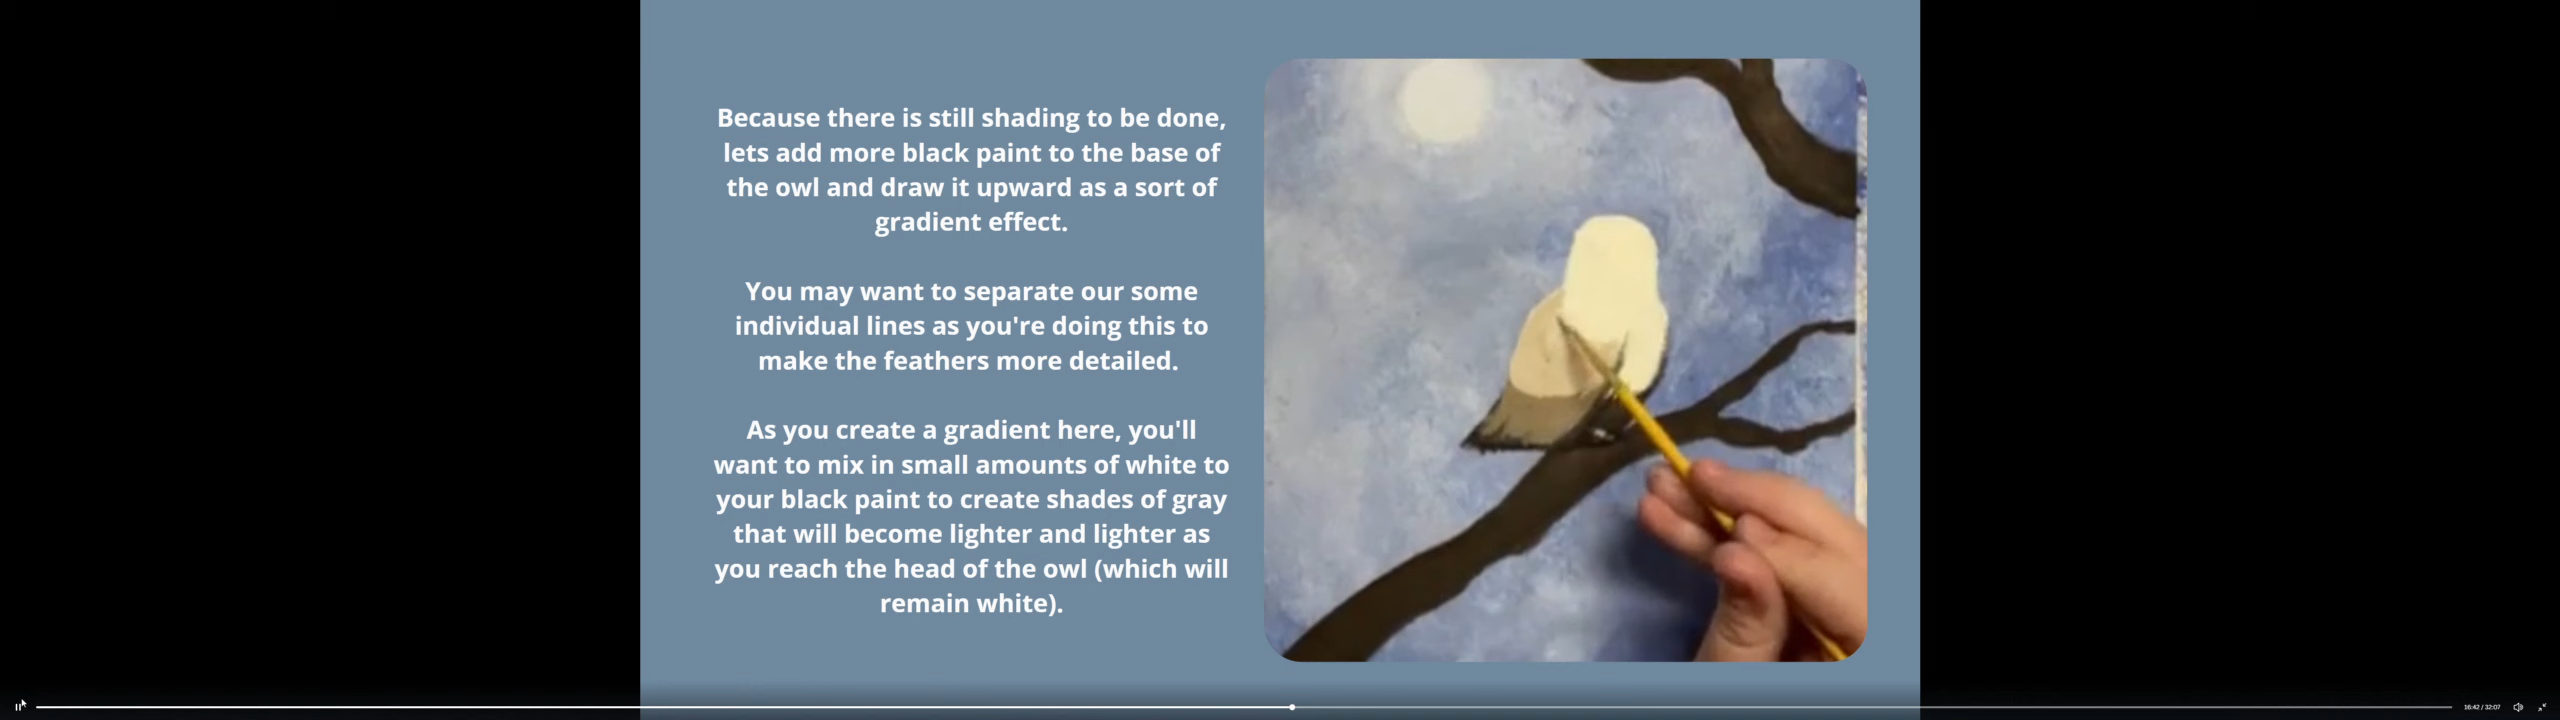 Because there is still shading to be done,
lets add more black paint to the base of
the owl and draw it upward as a sort of
gradient effect.
You may want to separate our some
individual lines as you're doing this to
make the feathers more detailed.
As you create a gradient here, you'll
want to mix in small amounts of white to
your black paint to create shades of gray
that will become lighter and lighter as
you reach the head of the owl (which will
remain white).
16:42 / 32:07